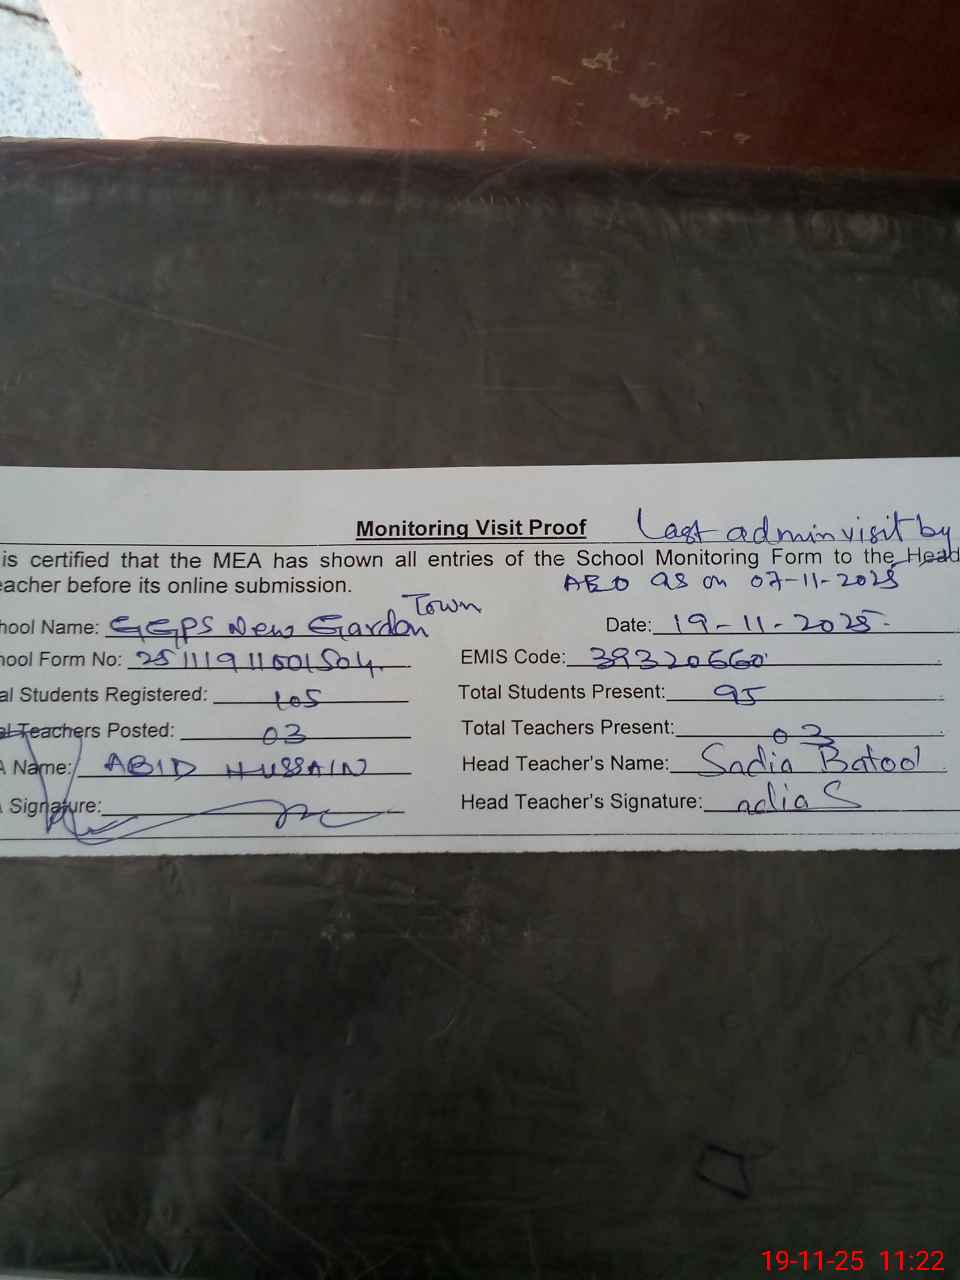 Monitoring Visit Proof
Last admin visit by
is certified that the MEA has shown all entries of the School Monitoring Form to the Head
eacher before its online submission.
AEO as on 07-11-2025
hool Name: GGPS New Garden Town
Date: 19-11-2025.
hool Form No:
EMIS Code: 39320660
al Students Registered: 105
Total Students Present: 95
al Teachers Posted: 03
Total Teachers Present: 03
A Name: ABID HUSSAIN
Head Teacher's Name: Sadia Batool
A Signature:
Head Teacher's Signature: adiaS
19-11-25 11:22